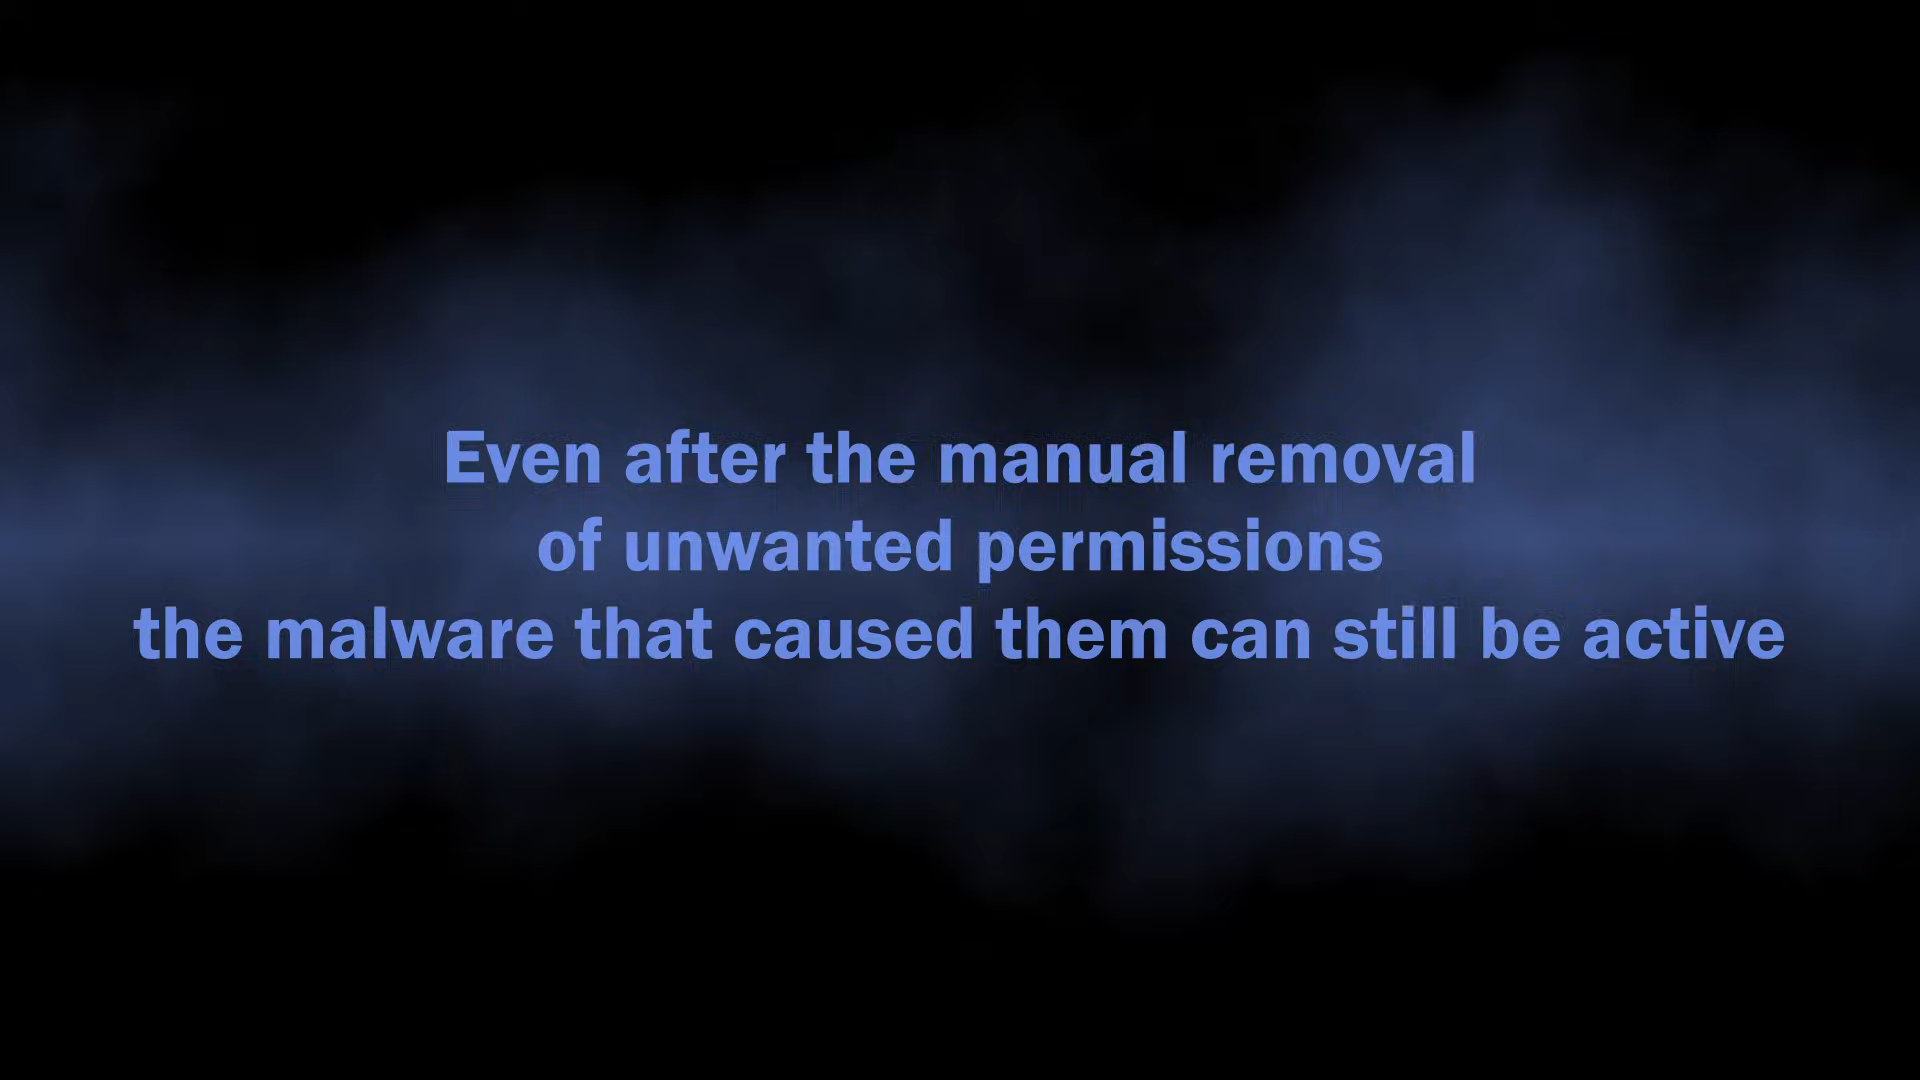 Even after the manual removal
of unwanted permissions
the malware that caused them can still be active